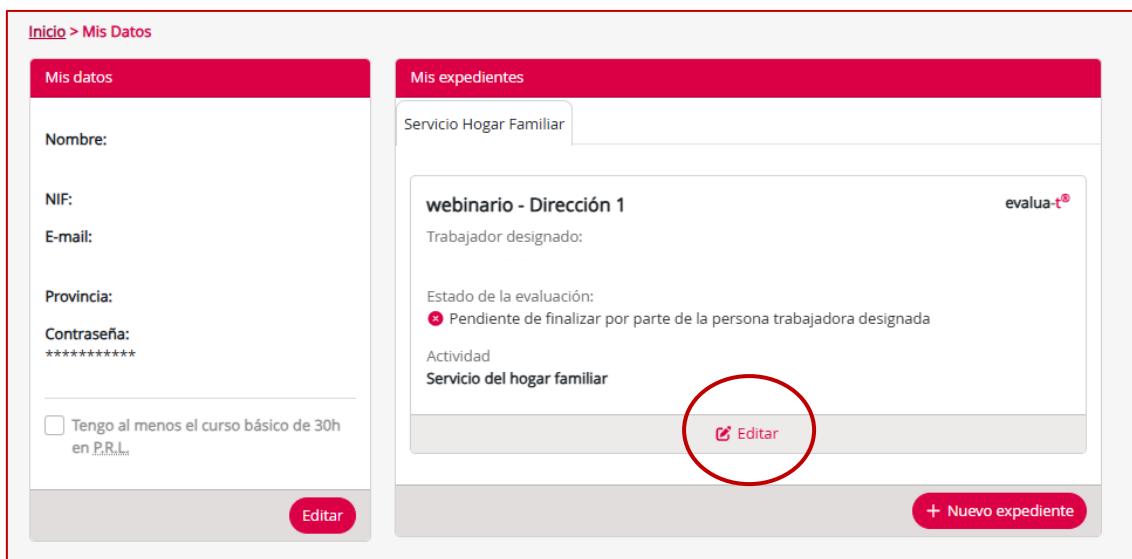 Inicio > Mis Datos
Mis datos
Nombre:
NIF:
E-mail:
Provincia:
Contraseña:
***********
Tengo al menos el curso básico de 30h
en P.R.L.
Editar
Mis expedientes
Servicio Hogar Familiar
webinario - Dirección 1
evalua-t®
Trabajador designado:
Estado de la evaluación:
Pendiente de finalizar por parte de la persona trabajadora designada
Actividad
Servicio del hogar familiar
Editar
+ Nuevo expediente